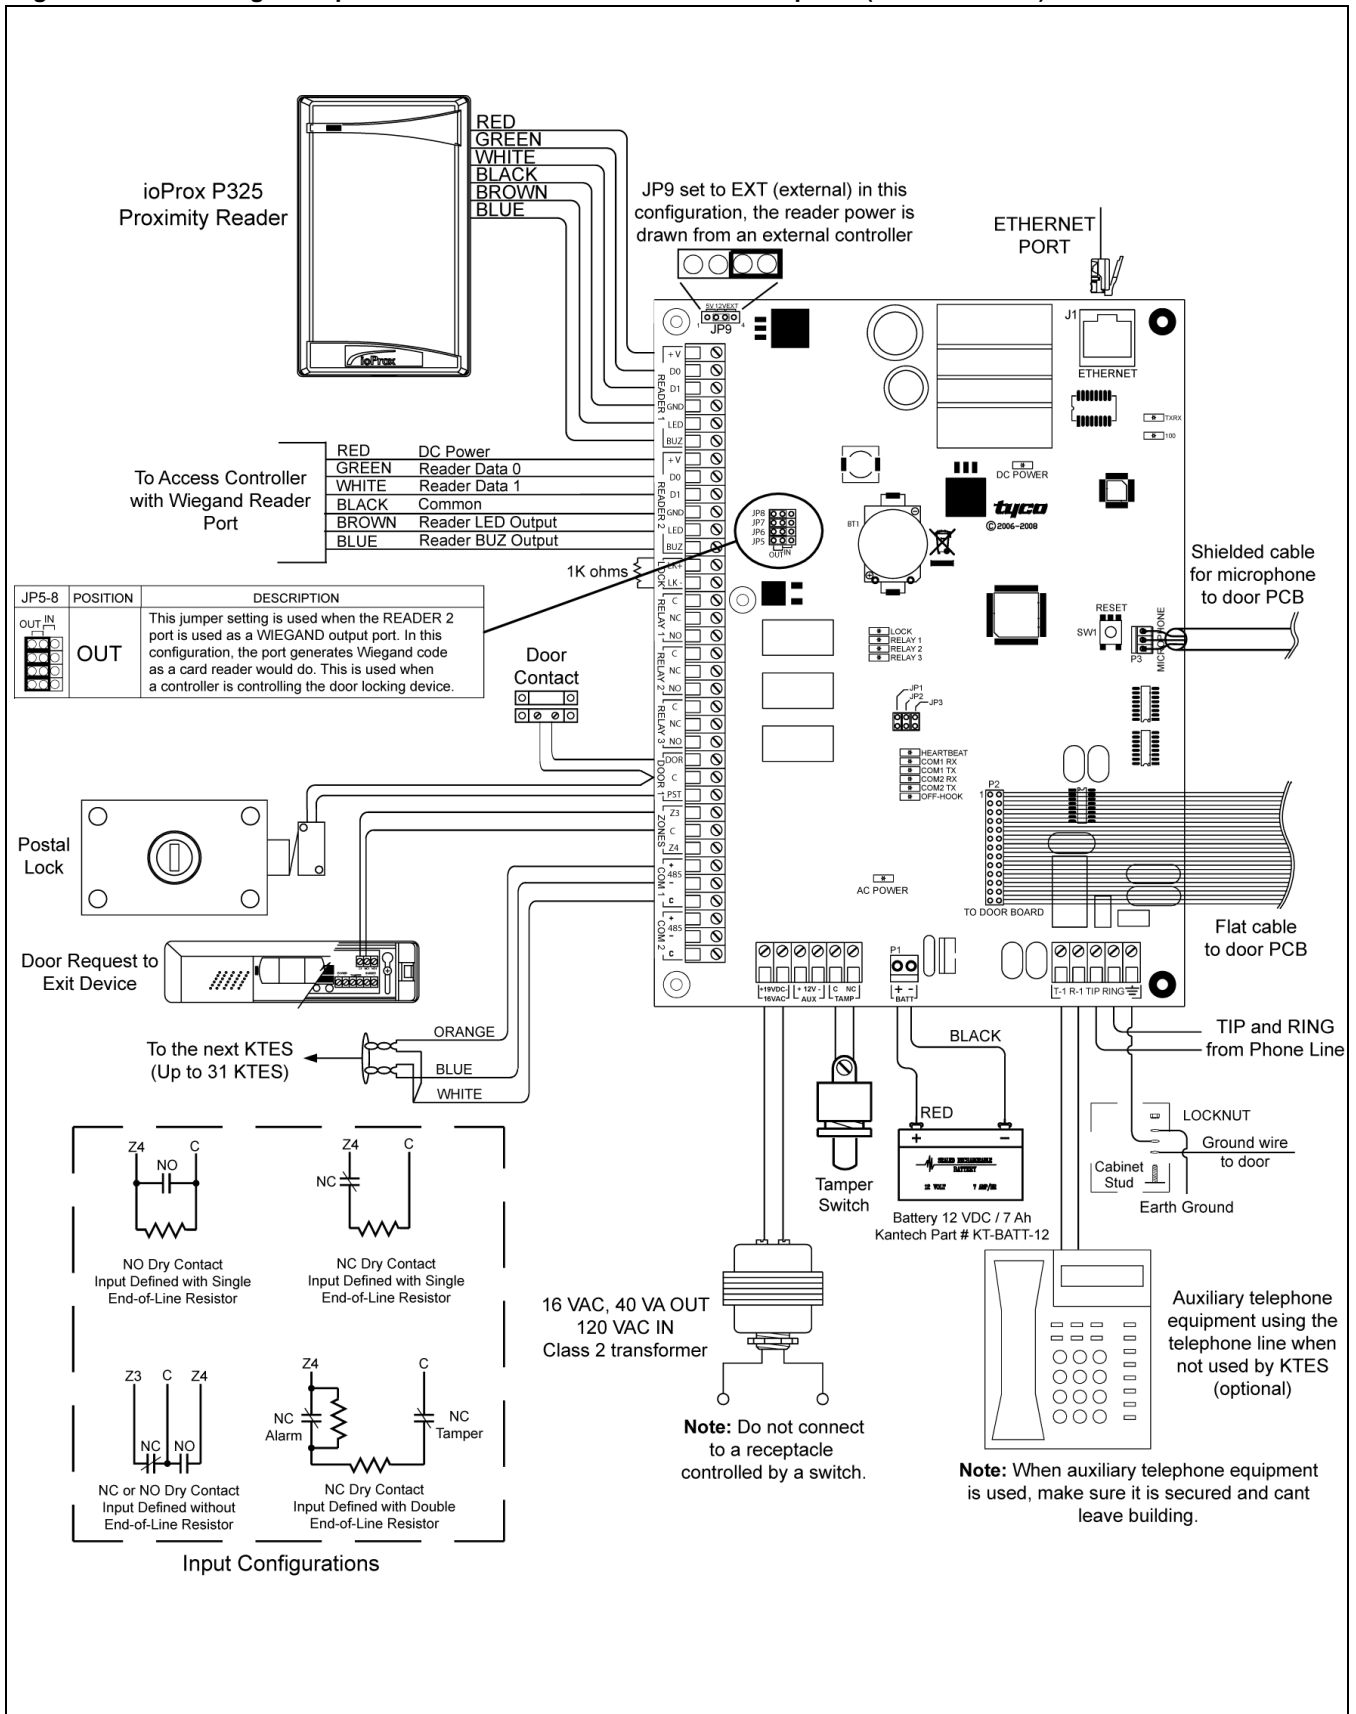 RED
GREEN
WHITE
BLACK
BROWN
BLUE
ioProx P325
Proximity Reader
ioProx
JP9 set to EXT (external) in this
configuration, the reader power is
drawn from an external controller
ETHERNET
PORT
5V 12V EXT
1
4
JP9
J1
ETHERNET
+V
D0
D1
GND
LED
BUZ
READER 1
TXRX
100
To Access Controller
with Wiegand Reader
Port
RED DC Power
GREEN Reader Data 0
WHITE Reader Data 1
BLACK Common
BROWN Reader LED Output
BLUE Reader BUZ Output
+V
D0
D1
GND
LED
BUZ
READER 2
DC POWER
tyco
©2006-2008
JP8
JP7
JP6
JP5
OUT IN
BT1
1K ohms
LK+
LK -
LOCK
Shielded cable
for microphone
to door PCB
JP5-8 POSITION DESCRIPTION
OUT IN
OUT
This jumper setting is used when the READER 2
port is used as a WIEGAND output port. In this
configuration, the port generates Wiegand code
as a card reader would do. This is used when
a controller is controlling the door locking device.
C
NC
NO
RELAY 1
C
NC
NO
RELAY 2
C
NC
NO
RELAY 3
LOCK
RELAY 1
RELAY 2
RELAY 3
RESET
SW1
P3
MICROPHONE
Door
Contact
JP1
JP2
JP3
HEARTBEAT
COM1 RX
COM1 TX
COM2 RX
COM2 TX
OFF-HOOK
DOR
C
PST
DOOR 1
P2
1
Z3
C
Z4
ZONES
Postal
Lock
+
485
-
C
COM 1
AC POWER
TO DOOR BOARD
+
485
-
C
COM 2
Flat cable
to door PCB
Door Request to
Exit Device
P1
+19VDC-
16VAC
+ 12V -
AUX
C NC
TAMP
+ -
BATT
T-1 R-1 TIP RING
ORANGE
To the next KTES
(Up to 31 KTES)
BLUE
WHITE
BLACK
TIP and RING
from Phone Line
RED
+ –
SEALED RECHARGEABLE
BATTERY
12 VOLT 7 AMP/HR
Tamper
Switch
Battery 12 VDC / 7 Ah
Kantech Part # KT-BATT-12
LOCKNUT
Ground wire
to door
Cabinet
Stud
Earth Ground
Z4 C
NO
NO Dry Contact
Input Defined with Single
End-of-Line Resistor
Z4 C
NC
NC Dry Contact
Input Defined with Single
End-of-Line Resistor
16 VAC, 40 VA OUT
120 VAC IN
Class 2 transformer
Auxiliary telephone
equipment using the
telephone line when
not used by KTES
(optional)
Z3 C Z4
NC NO
NC or NO Dry Contact
Input Defined without
End-of-Line Resistor
Z4 C
NC
Alarm
NC
Tamper
NC Dry Contact
Input Defined with Double
End-of-Line Resistor
Note: Do not connect
to a receptacle
controlled by a switch.
Note: When auxiliary telephone equipment
is used, make sure it is secured and cant
leave building.
Input Configurations